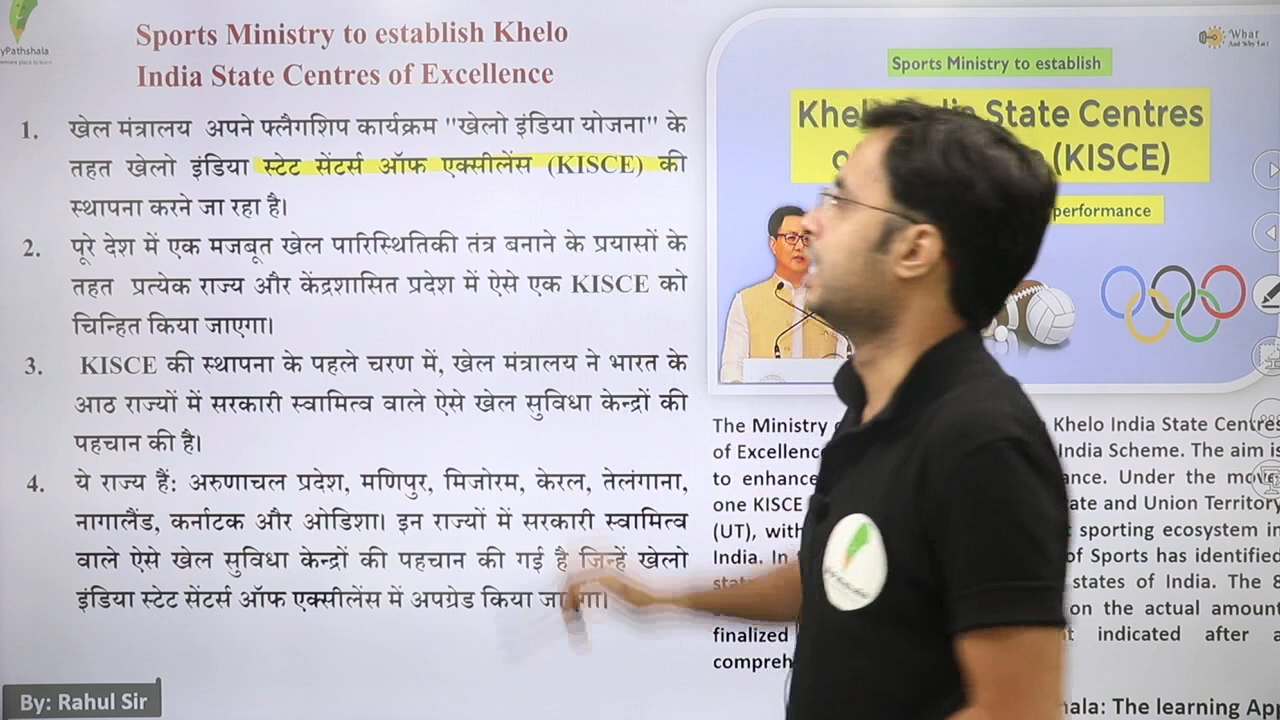 yPathshala
Sports Ministry to establish Khelo
India State Centres of Excellence
1. खेल मंत्रालय अपने फ्लैगशिप कार्यक्रम "खेलो इंडिया योजना" के
तहत खेलो इंडिया स्टेट सेंटर्स ऑफ एक्सीलेंस (KISCE) की
स्थापना करने जा रहा है।
2. पूरे देश में एक मजबूत खेल पारिस्थितिकी तंत्र बनाने के प्रयासों के
तहत प्रत्येक राज्य और केंद्रशासित प्रदेश में ऐसे एक KISCE को
चिन्हित किया जाएगा।
3. KISCE की स्थापना के पहले चरण में, खेल मंत्रालय ने भारत के
आठ राज्यों में सरकारी स्वामित्व वाले ऐसे खेल सुविधा केन्द्रों की
पहचान की है।
4. ये राज्य हैं: अरुणाचल प्रदेश, मणिपुर, मिजोरम, केरल, तेलंगाना,
नागालैंड, कर्नाटक और ओडिशा। इन राज्यों में सरकारी स्वामित्व
वाले ऐसे खेल सुविधा केन्द्रों की पहचान की गई है जिन्हें खेलो
इंडिया स्टेट सेंटर्स ऑफ एक्सीलेंस में अपग्रेड किया
By: Rahul Sir
What
Sports Ministry to establish
State Centres
(KISCE)
performance
The Ministry Khelo India State Centres
of Excellence India Scheme. The aim is
to enhance Under the
one KISCE and Union Territory
(UT), with sporting ecosystem in
India. In of Sports has identified
states of India. The 8
on the actual amount
finalized indicated after a
The learning App